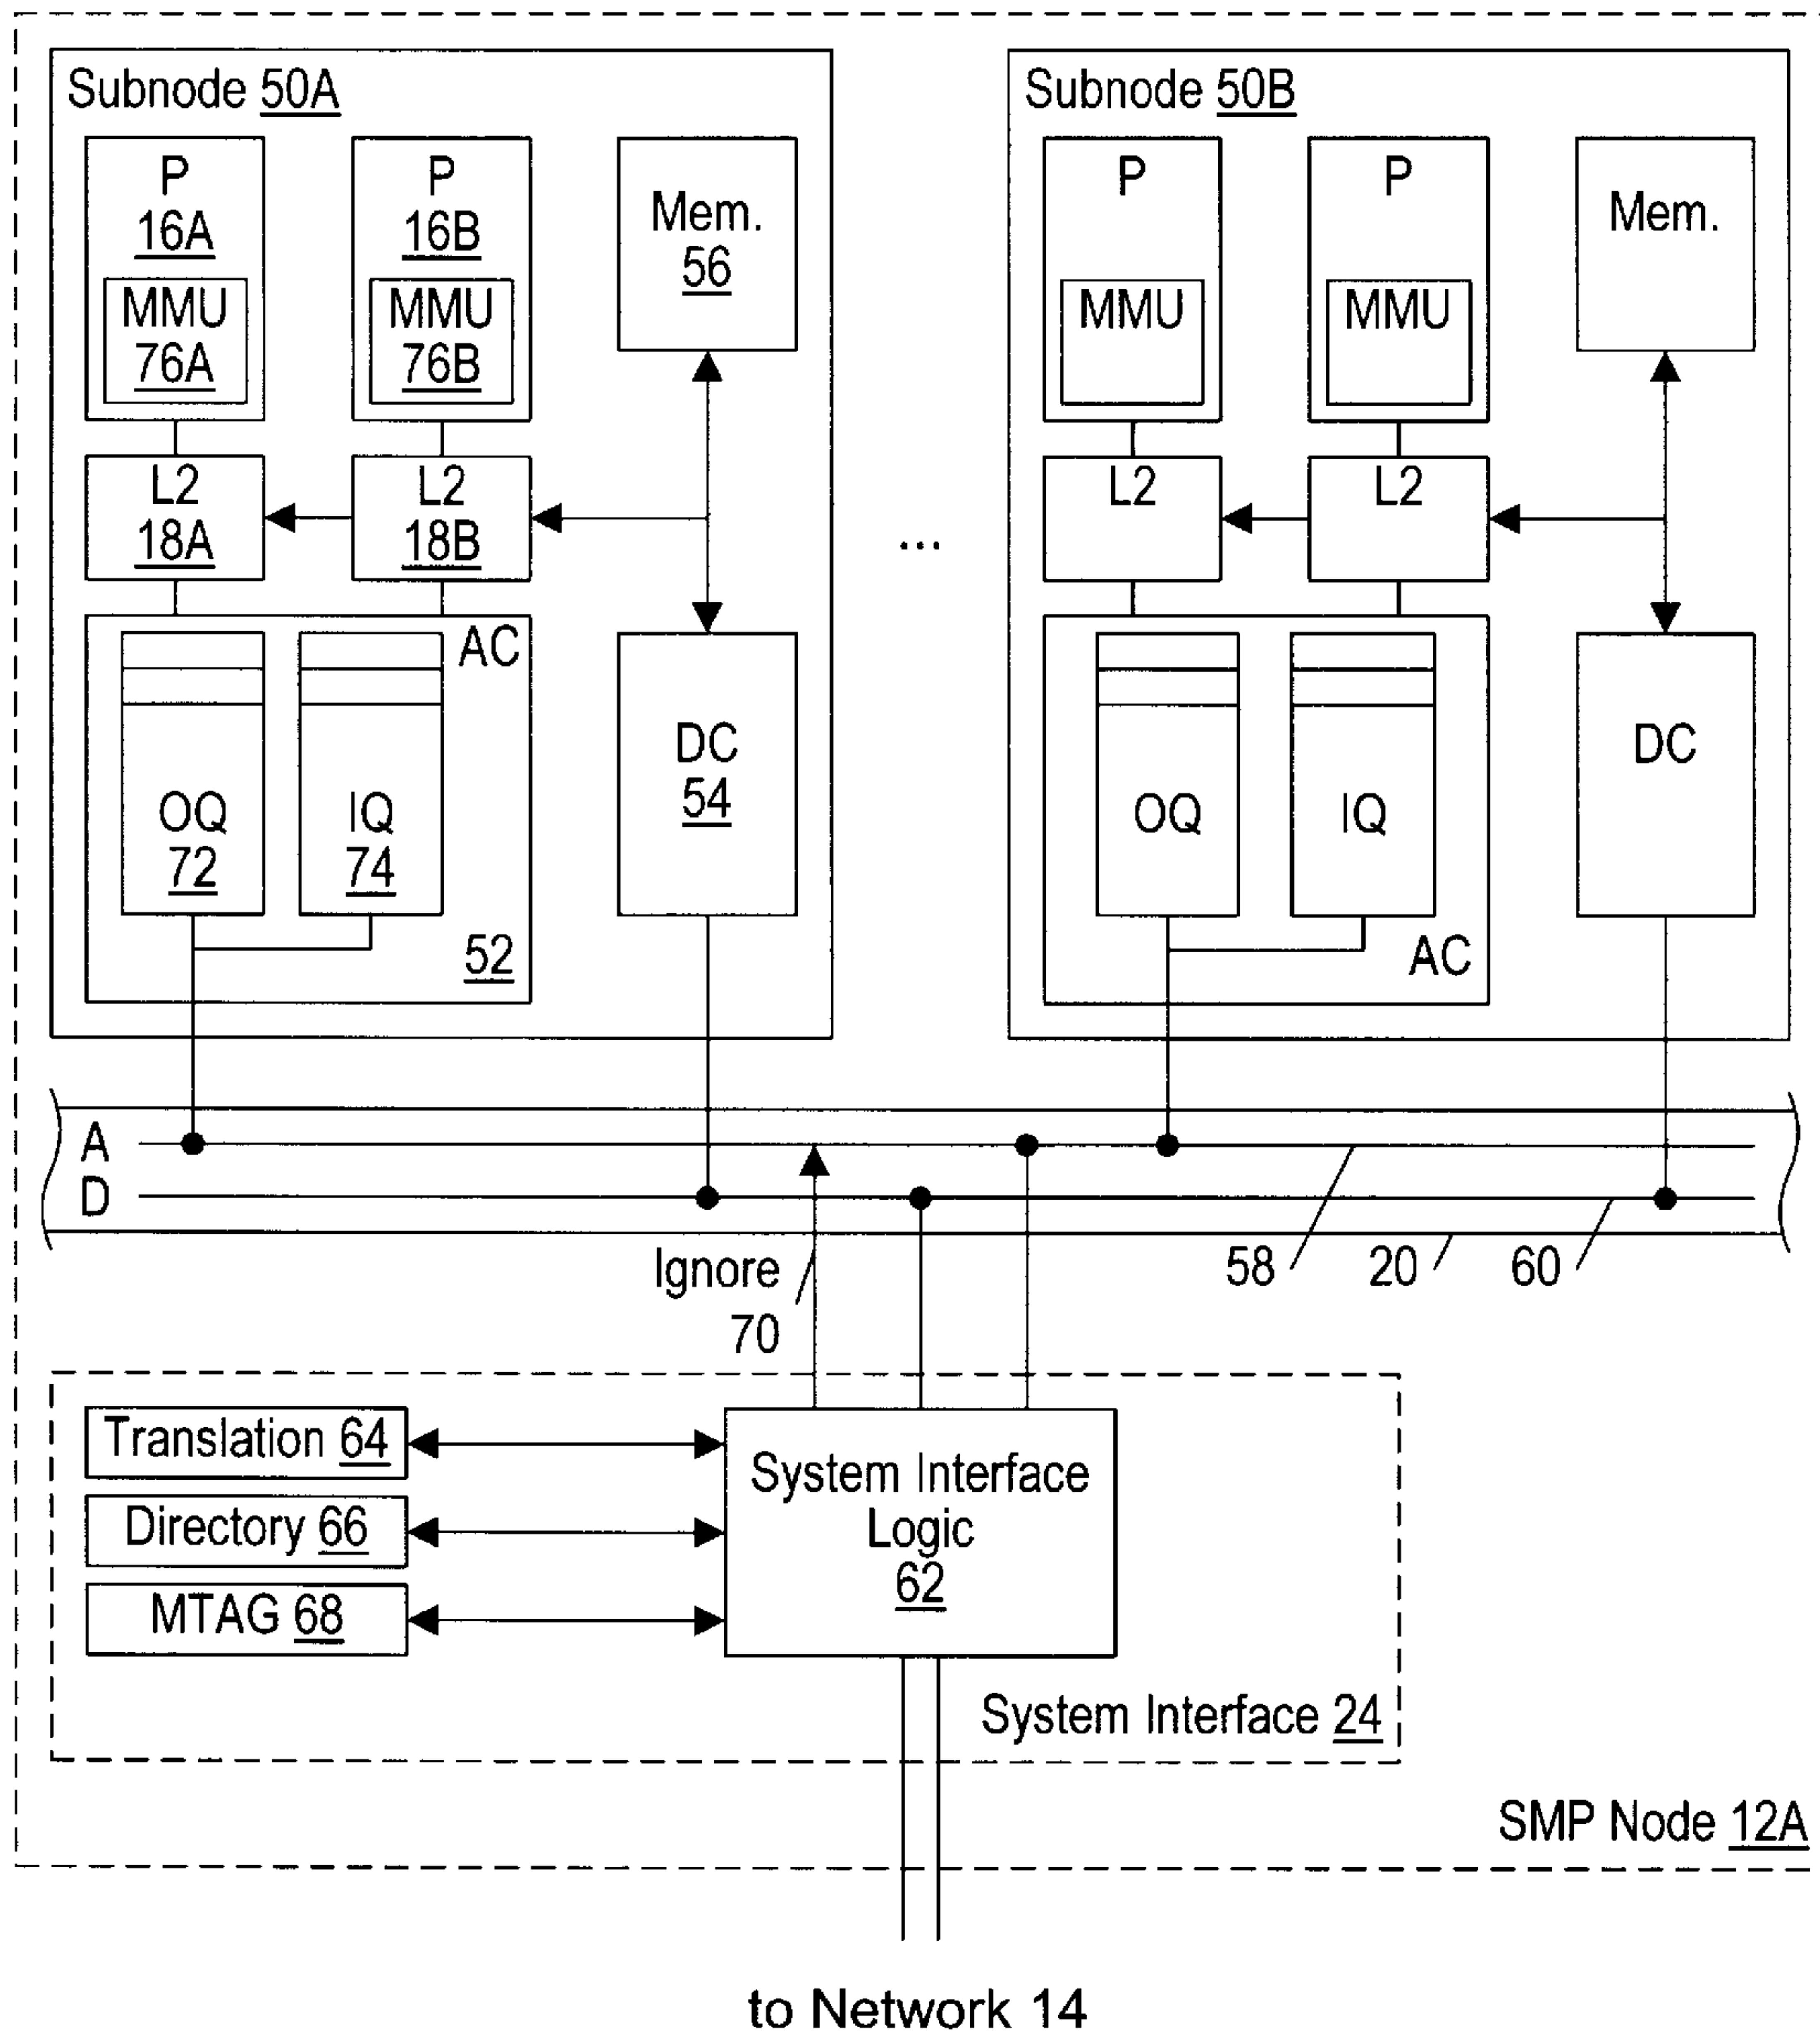 Subnode 50A
P
16A
MMU
76A
P
16B
MMU
76B
Mem.
56
L2
18A
L2
18B
AC
OQ
72
IQ
74
52
DC
54
...
Subnode 50B
P
MMU
P
MMU
Mem.
L2
L2
OQ
IQ
AC
DC
A
D
Ignore
70
58
20
60
Translation 64
Directory 66
MTAG 68
System Interface
Logic
62
System Interface 24
SMP Node 12A
to Network 14